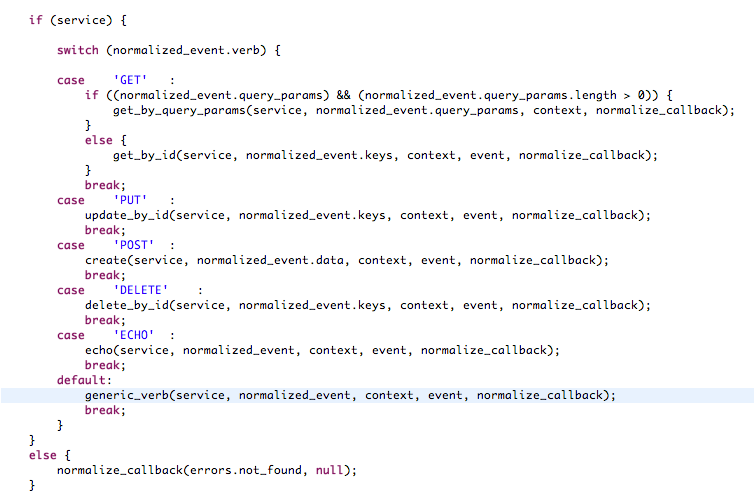 if (service) {
switch (normalized_event.verb) {
case    'GET'   :
if ((normalized_event.query_params) && (normalized_event.query_params.length > 0)) {
get_by_query_params(service, normalized_event.query_params, context, normalize_callback);
}
else {
get_by_id(service, normalized_event.keys, context, event, normalize_callback);
}
break;
case    'PUT'   :
update_by_id(service, normalized_event.keys, context, event, normalize_callback);
break;
case    'POST'  :
create(service, normalized_event.data, context, event, normalize_callback);
break;
case    'DELETE'    :
delete_by_id(service, normalized_event.keys, context, event, normalize_callback);
break;
case    'ECHO'  :
echo(service, normalized_event, context, event, normalize_callback);
break;
default:
generic_verb(service, normalized_event, context, event, normalize_callback);
break;
}
}
else {
normalize_callback(errors.not_found, null);
}